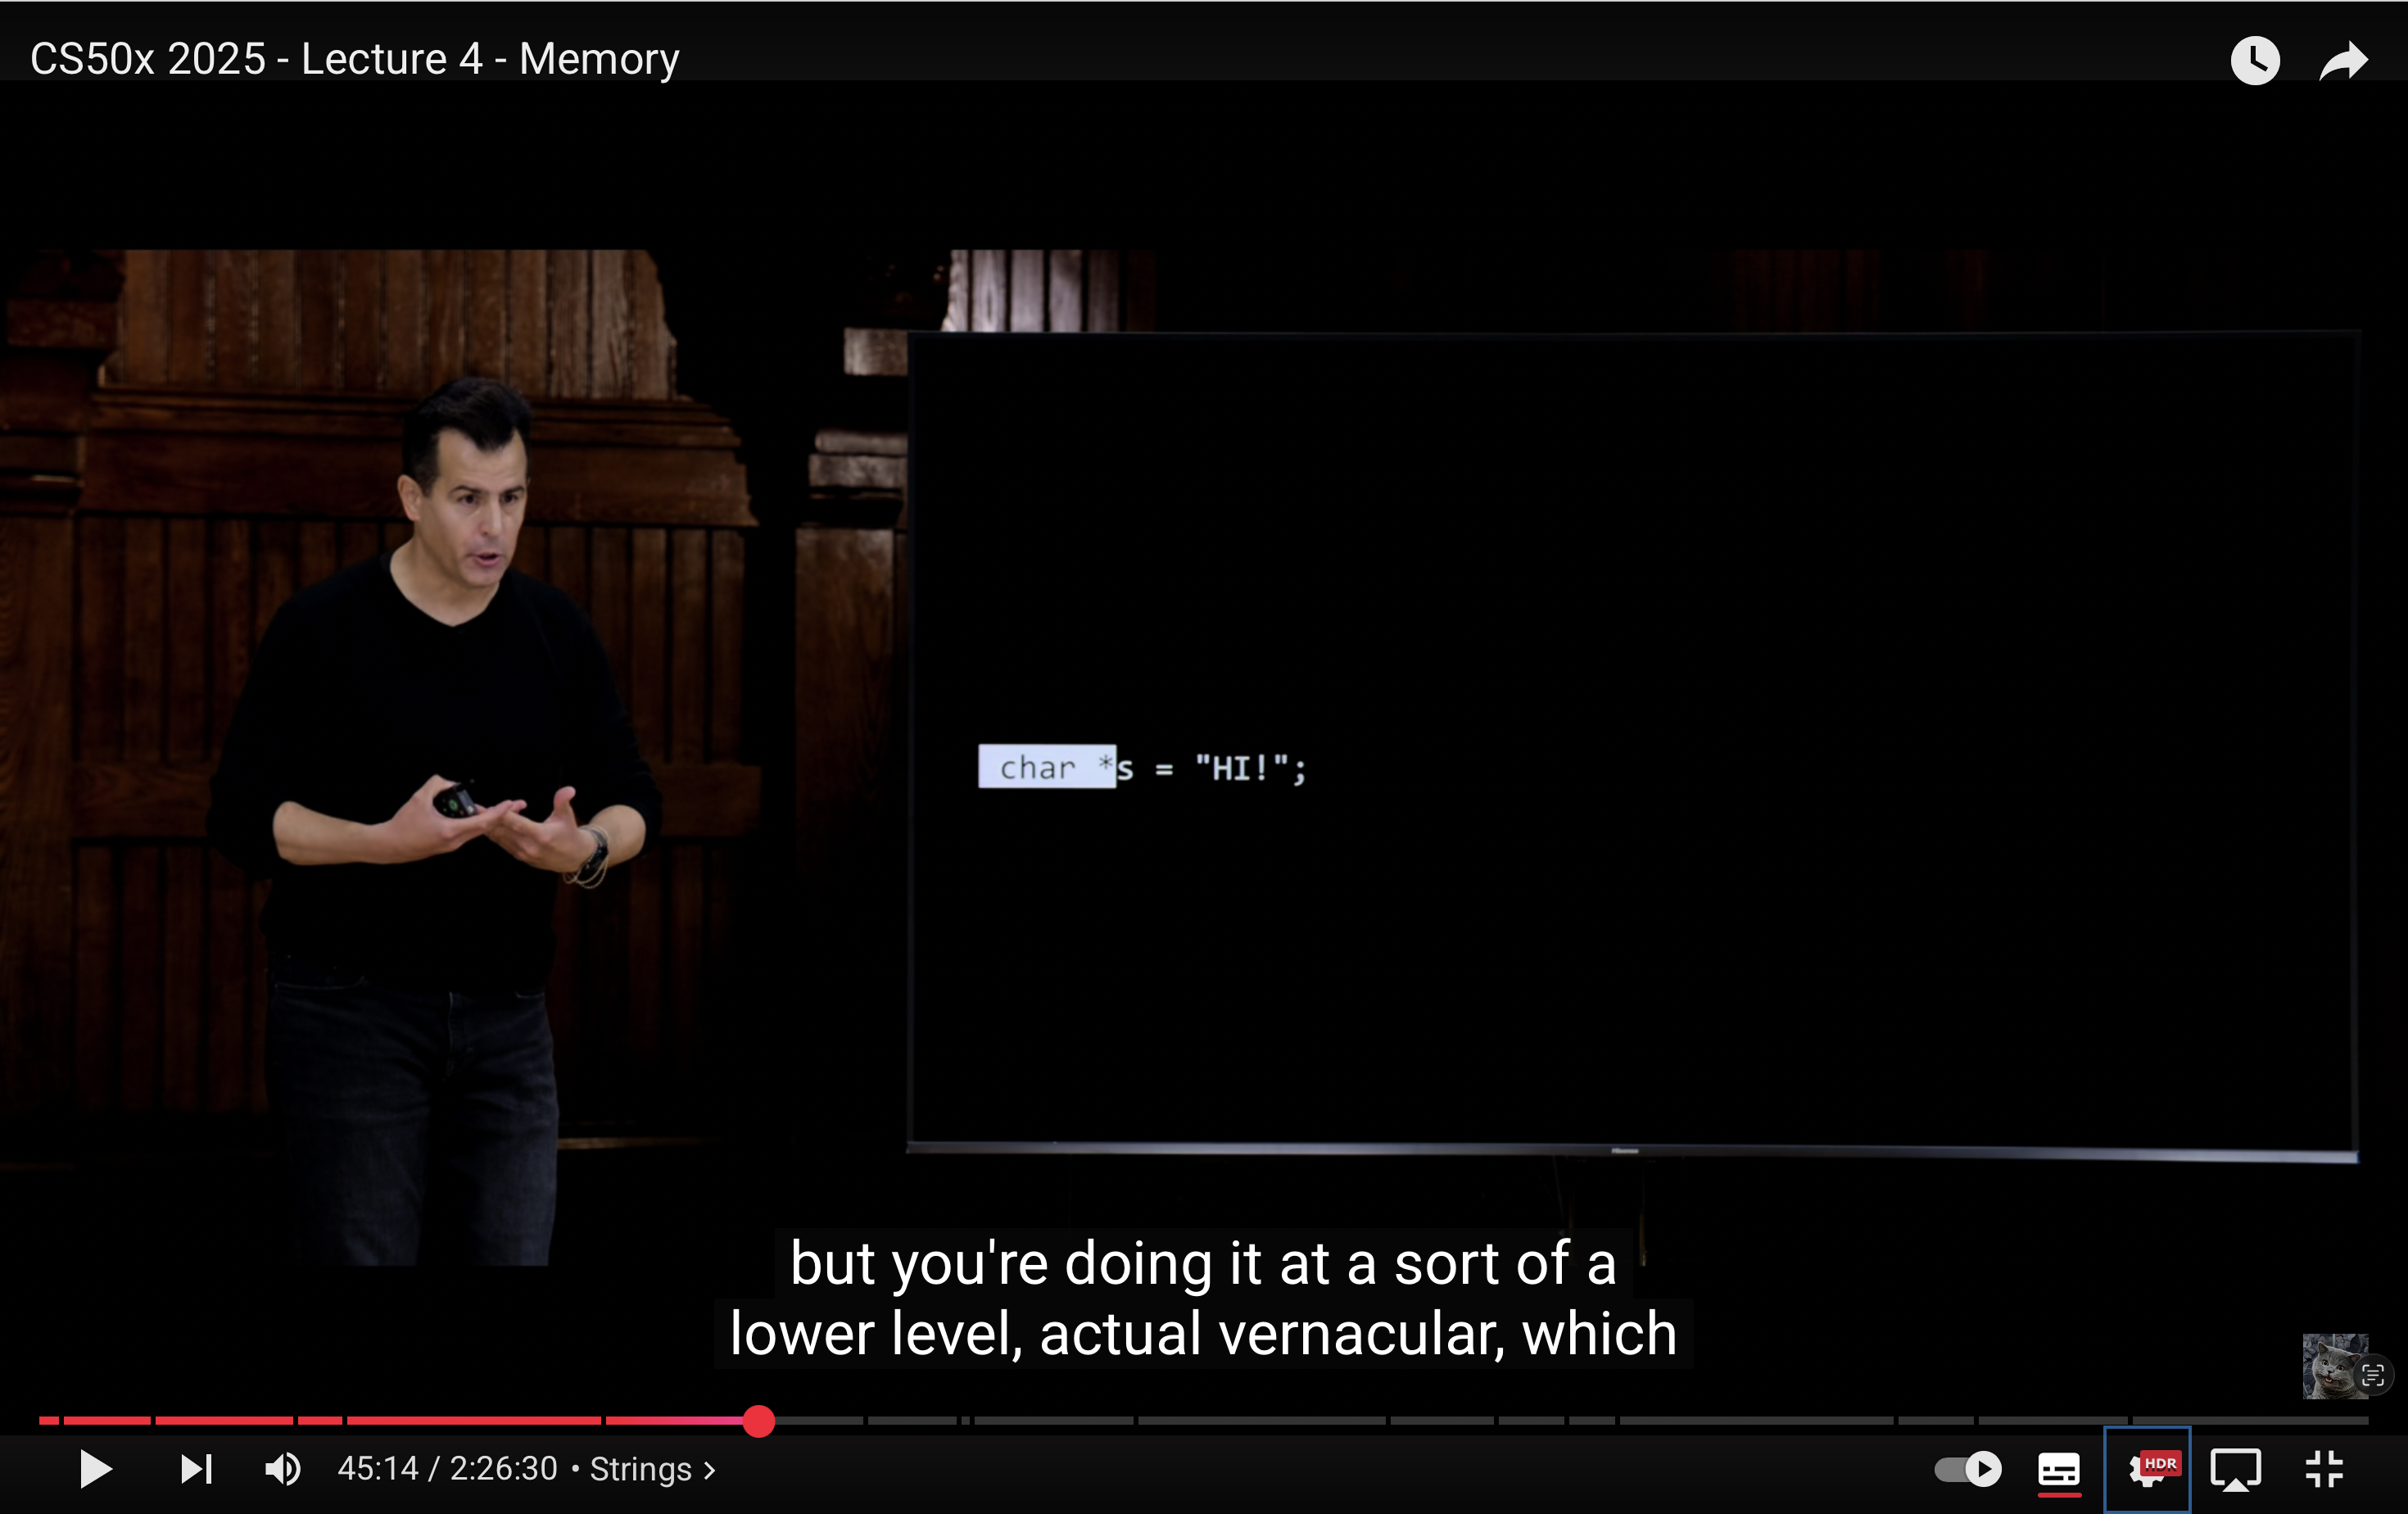 CS50x 2025 - Lecture 4 - Memory
char *s = "HI!";
Hisense
but you're doing it at a sort of a
lower level, actual vernacular, which
45:14 / 2:26:30 • Strings >
HDR